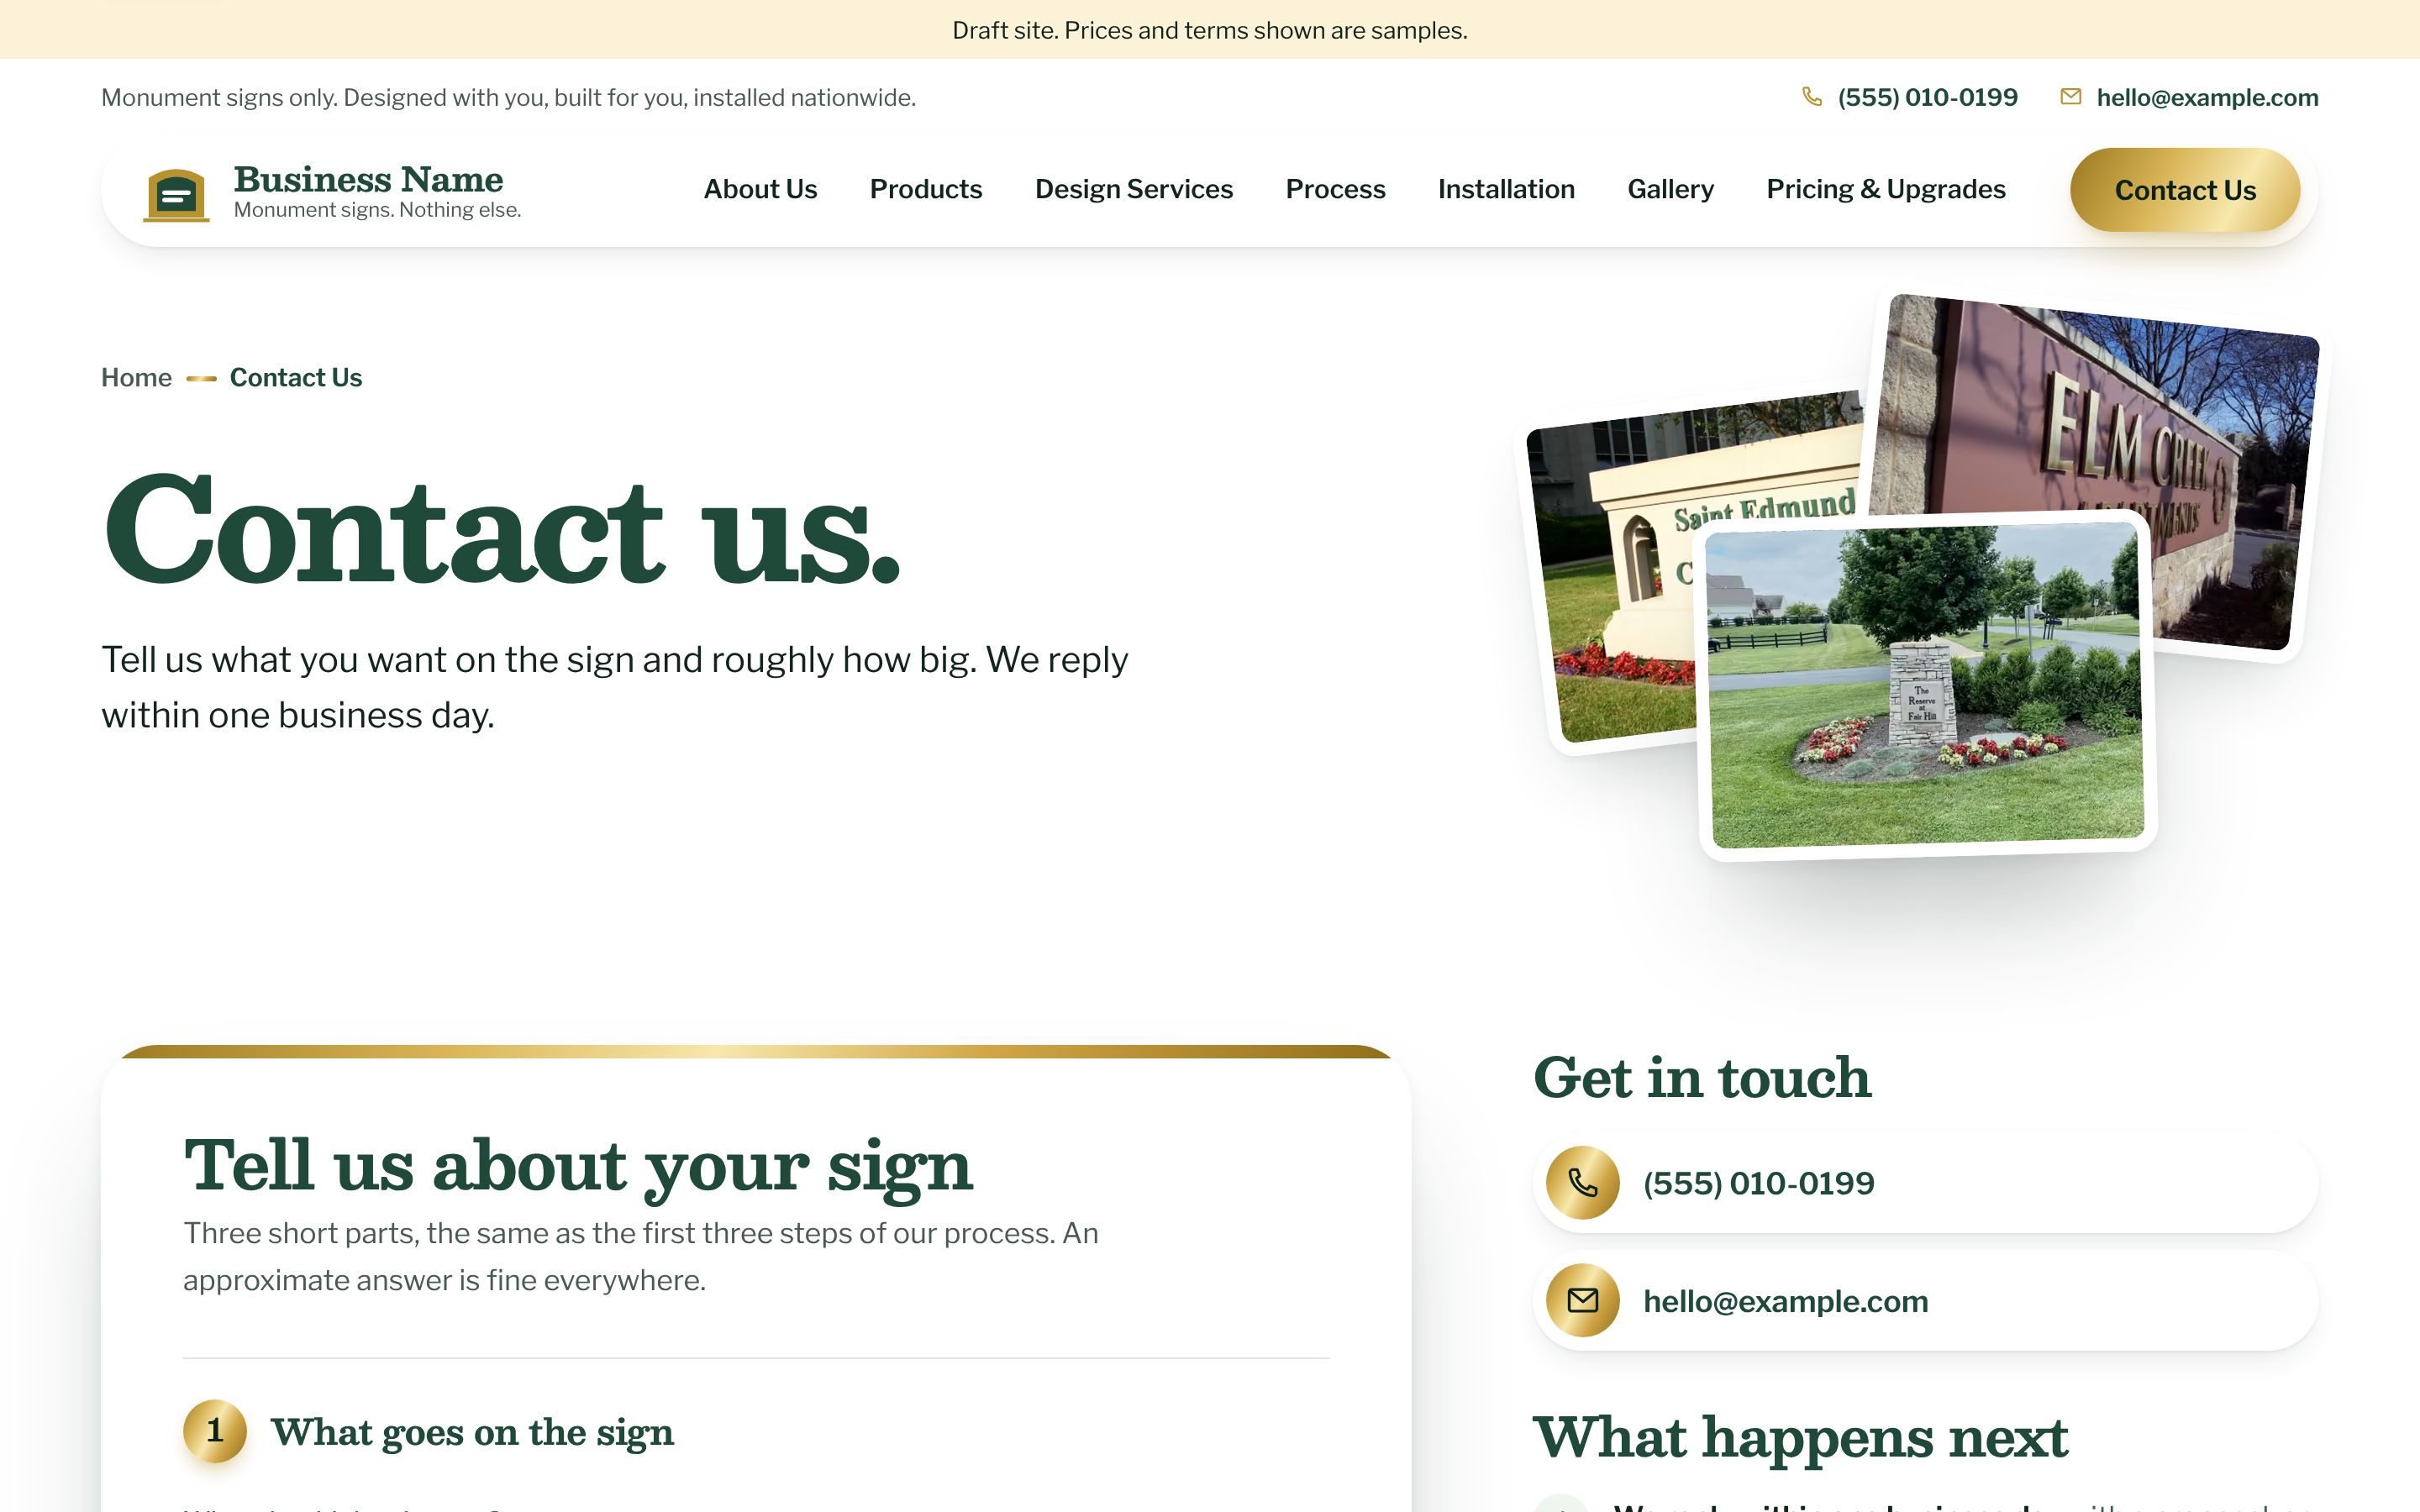 Draft site. Prices and terms shown are samples.
Monument signs only. Designed with you, built for you, installed nationwide.
(555) 010-0199
hello@example.com
Business Name
Monument signs. Nothing else.
About Us
Products
Design Services
Process
Installation
Gallery
Pricing & Upgrades
Contact Us
Home
Contact Us
Contact us.
Tell us what you want on the sign and roughly how big. We reply
within one business day.
ELM CREEK
Saint Edmund
The
Reserve
at
Fair Hill
Tell us about your sign
Three short parts, the same as the first three steps of our process. An
approximate answer is fine everywhere.
1
What goes on the sign
Get in touch
(555) 010-0199
hello@example.com
What happens next